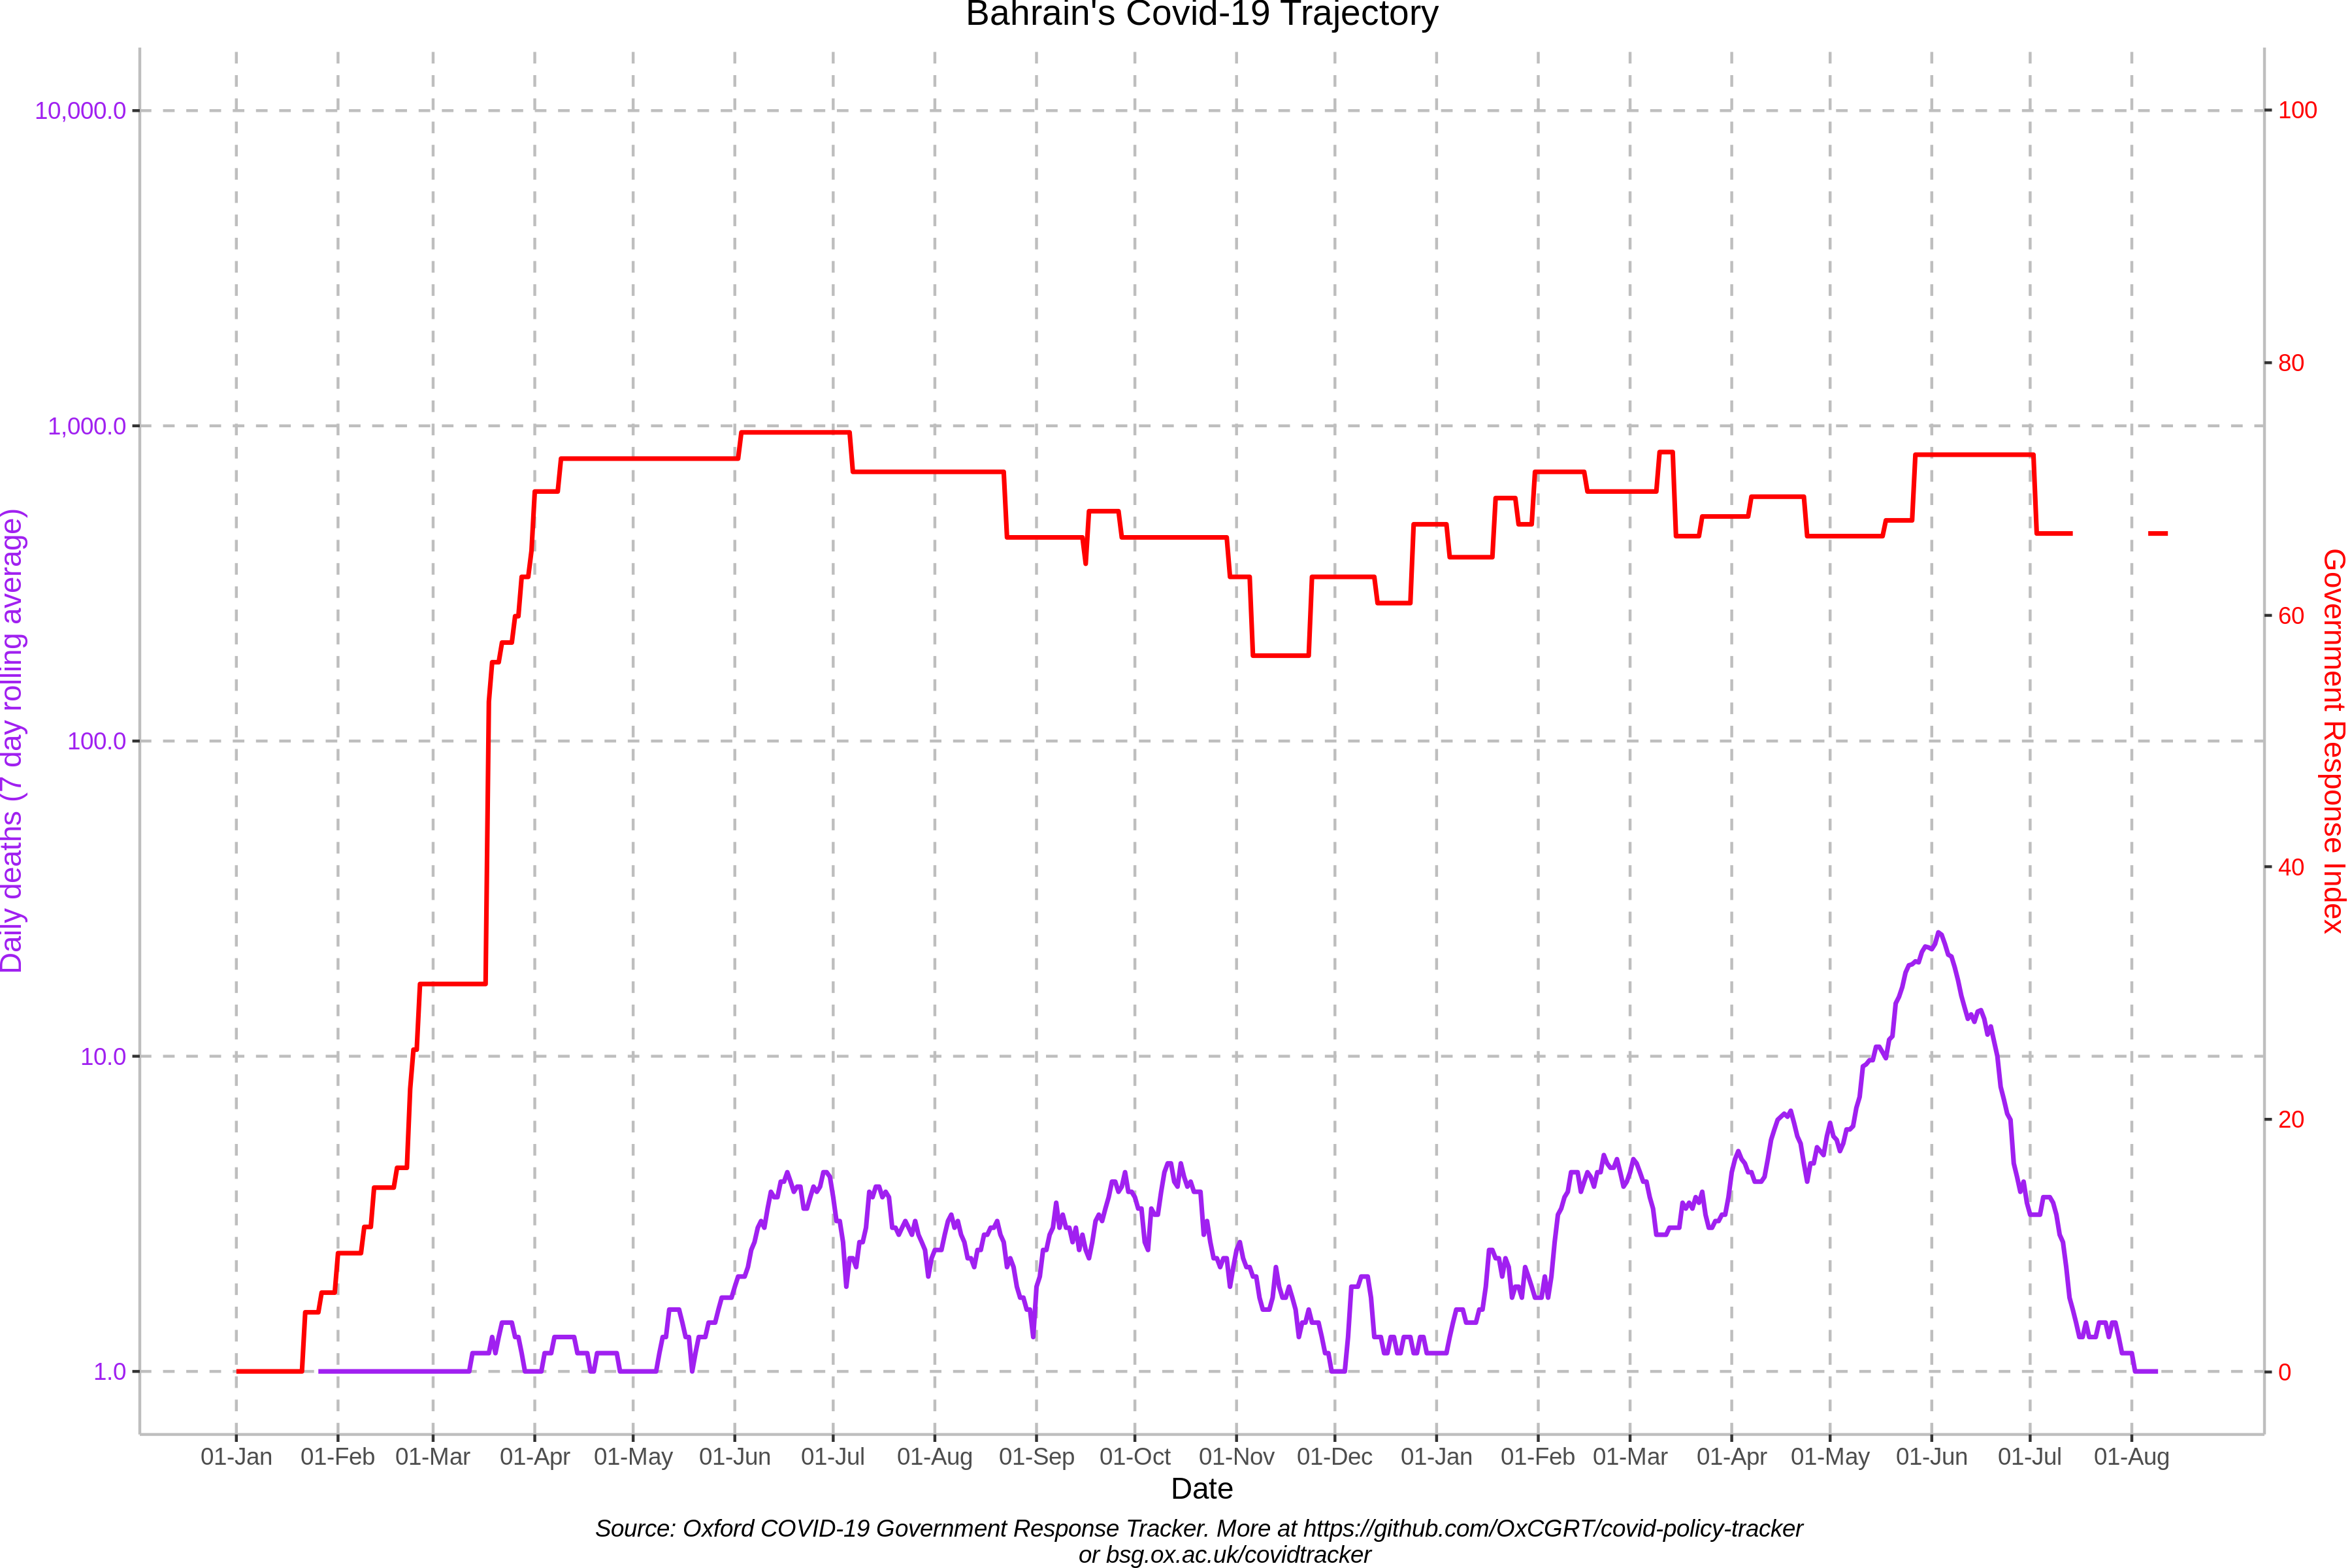 Bahrain's Covid-19 Trajectory
10,000.0
1,000.0
100.0
10.0
1.0
Daily deaths (7 day rolling average)
100
80
60
40
20
0
Government Response Index
01-Jan 01-Feb 01-Mar 01-Apr 01-May 01-Jun 01-Jul 01-Aug 01-Sep 01-Oct 01-Nov 01-Dec 01-Jan 01-Feb 01-Mar 01-Apr 01-May 01-Jun 01-Jul 01-Aug
Date
Source: Oxford COVID-19 Government Response Tracker. More at https://github.com/OxCGRT/covid-policy-tracker
or bsg.ox.ac.uk/covidtracker